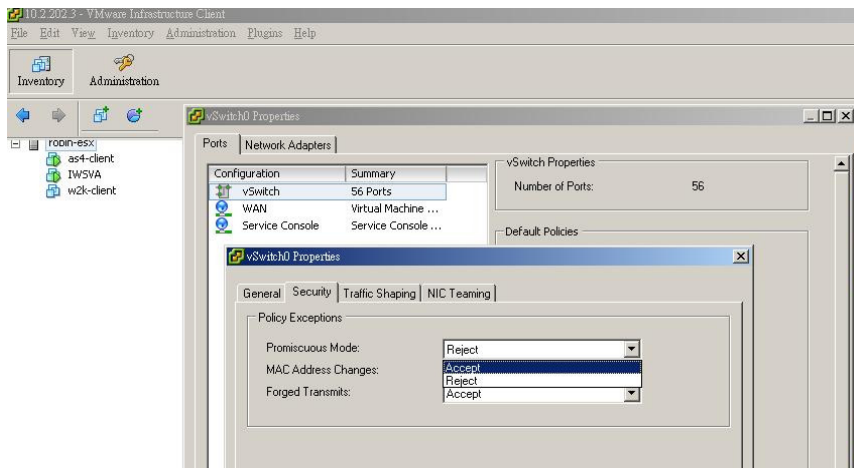 10.2.202.3 - VMware Infrastructure Client
File Edit View Inventory Administration Plugins Help
Inventory Administration
vSwitch0 Properties
robin-esx
as4-client
IWSVA
w2k-client
Ports Network Adapters
Configuration Summary
vSwitch 56 Ports
WAN Virtual Machine ...
Service Console Service Console ...
vSwitch Properties
Number of Ports: 56
Default Policies
vSwitch0 Properties
General Security Traffic Shaping NIC Teaming
Policy Exceptions
Promiscuous Mode: Reject
Accept
MAC Address Changes:
Reject
Forged Transmits: Accept